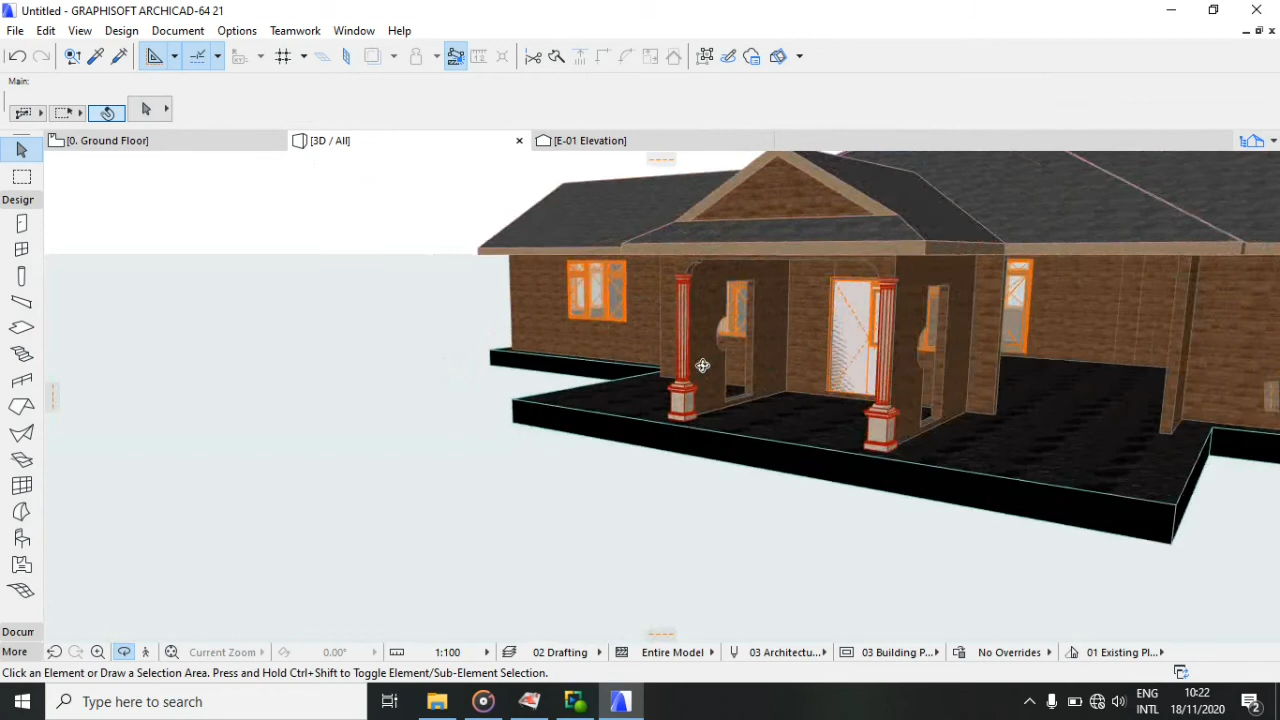 Untitled - GRAPHISOFT ARCHICAD-64 21
File Edit View Design Document Options Teamwork Window Help
Main:
[0. Ground Floor]
[3D / All]
[E-01 Elevation]
Design
Docum
More
Current Zoom
0.00°
1:100
02 Drafting
Entire Model
03 Architectu...
03 Building P...
No Overrides
01 Existing Pl...
Click an Element or Draw a Selection Area. Press and Hold Ctrl+Shift to Toggle Element/Sub-Element Selection.
Type here to search
ENG
INTL
10:22
18/11/2020
2